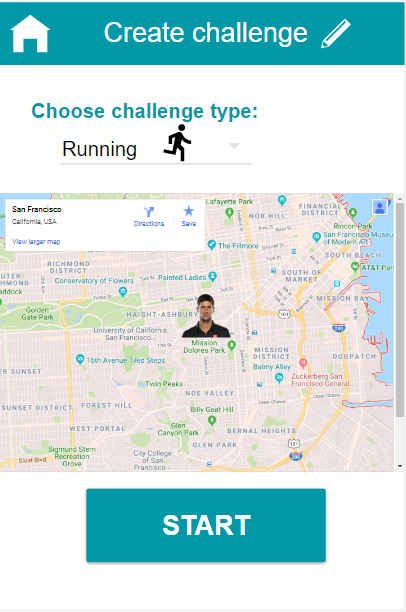 Create challenge
Choose challenge type:
Running
San Francisco
California, USA
Directions
Save
View larger map
Lafayette Park
NOB HILL
FINANCIAL
DISTRICT
Rincon Park
San Francisco Museum
of Modern Art
The Fillmore
SOUTH BEACH
AT&T Par
RICHMOND
DISTRICT
Painted Ladies
SOUTH OF
MARKET
Conservatory of Flowers
MISSION BAY
Golden
Gate Park
HAIGHT-ASHBURY
101
280
University of California
San Francisco...
Mission
Dolores Park
MISSION
DISTRICT
DOGPATCH
16th Avenue Tiled Steps
Balmy Alley
Zuckerberg San
Francisco General
Twin Peaks
NOE VALLEY
SUNSET DISTRICT
FOREST HILL
Billy Goat Hill
WEST PORTAL
Glen
Canyon Park
BERNAL HEIGHTS
GLEN PARK
101
280
Sloat Blvd
Sigmund Stern
Recreation
Grove
City College
of San
Francisco
START